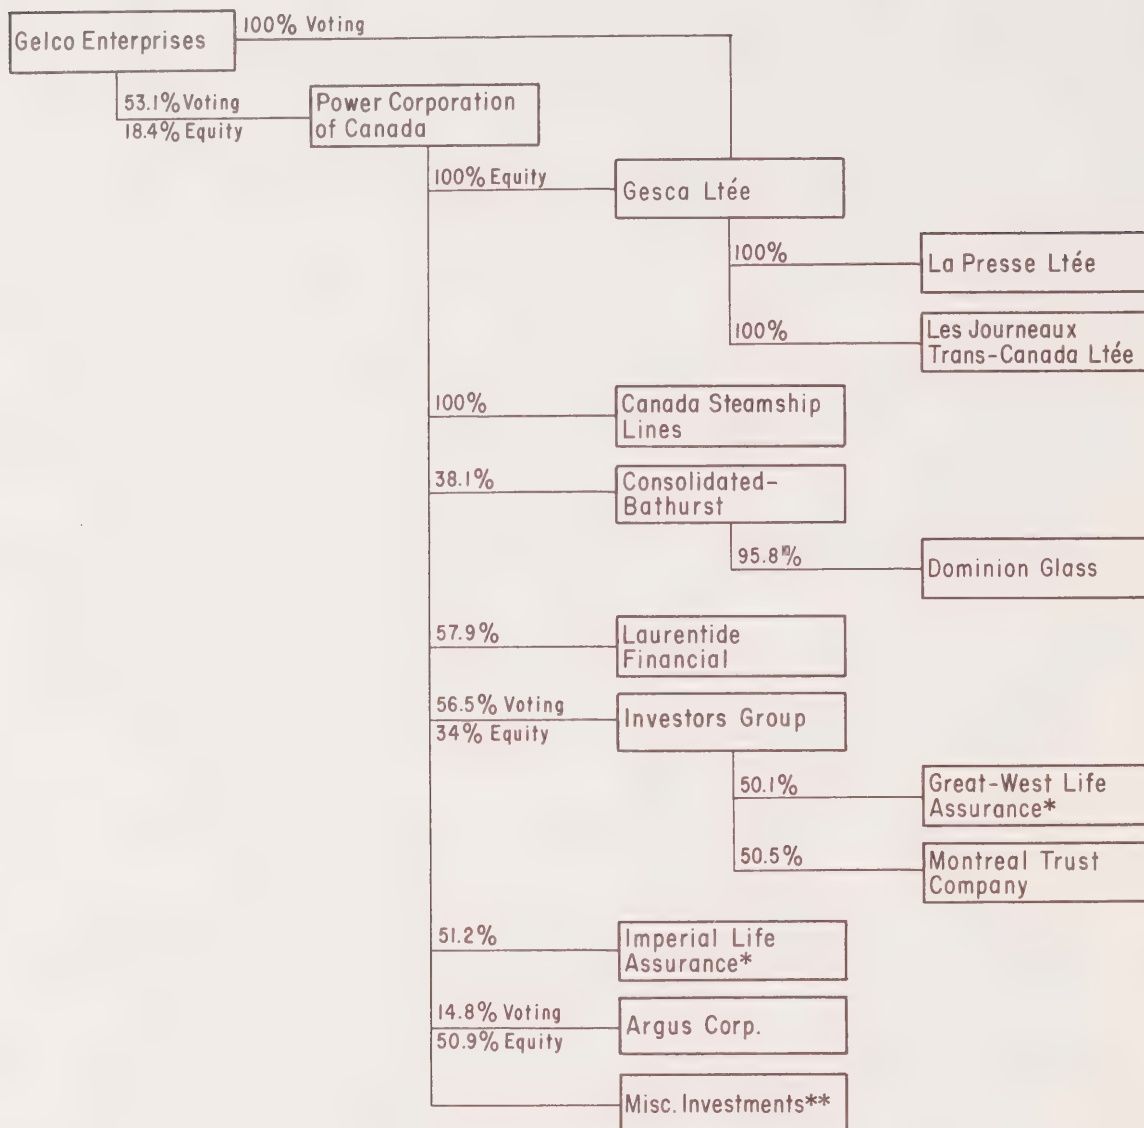 Gelco Enterprises
100% Voting
53.1% Voting
18.4% Equity
Power Corporation
of Canada
100% Equity
Gesca Ltée
100%
La Presse Ltée
100%
Les Journeaux
Trans-Canada Ltée
100%
Canada Steamship
Lines
38.1%
Consolidated-
Bathurst
95.8%
Dominion Glass
57.9%
Laurentide
Financial
56.5% Voting
34% Equity
Investors Group
50.1%
Great-West Life
Assurance*
50.5%
Montreal Trust
Company
51.2%
Imperial Life
Assurance*
14.8% Voting
50.9% Equity
Argus Corp.
Misc. Investments**